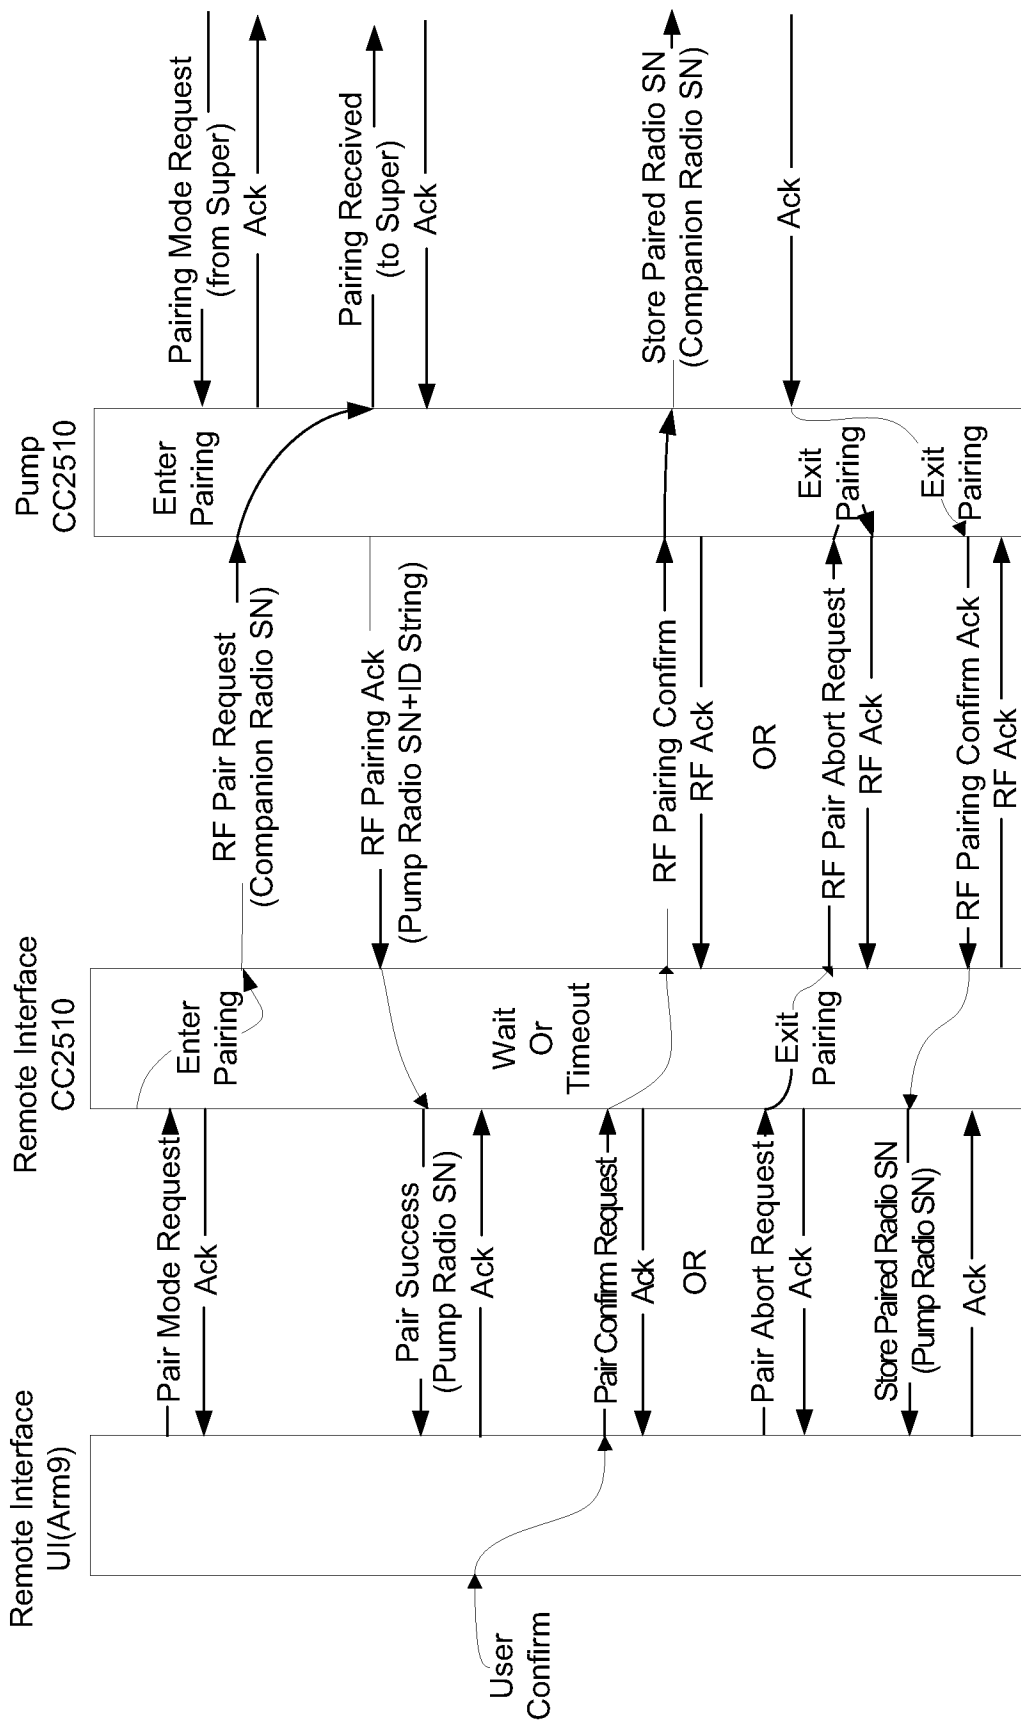 Remote Interface
UI(Arm9)
Remote Interface
CC2510
Pump
CC2510
Pairing Mode Request
(from Super)
Ack
Enter
Pairing
Pair Mode Request
Ack
Enter
Pairing
RF Pair Request
(Companion Radio SN)
Pairing Received
(to Super)
Ack
RF Pairing Ack
(Pump Radio SN+ID String)
Pair Success
(Pump Radio SN)
Ack
User
Confirm
Wait
Or
Timeout
Pair Confirm Request
Ack
RF Pairing Confirm
RF Ack
Store Paired Radio SN
(Companion Radio SN)
OR
OR
Ack
Pair Abort Request
Ack
Exit
Pairing
RF Pair Abort Request
RF Ack
Exit
Pairing
Exit
Pairing
Store Paired Radio SN
(Pump Radio SN)
Ack
RF Pairing Confirm Ack
RF Ack